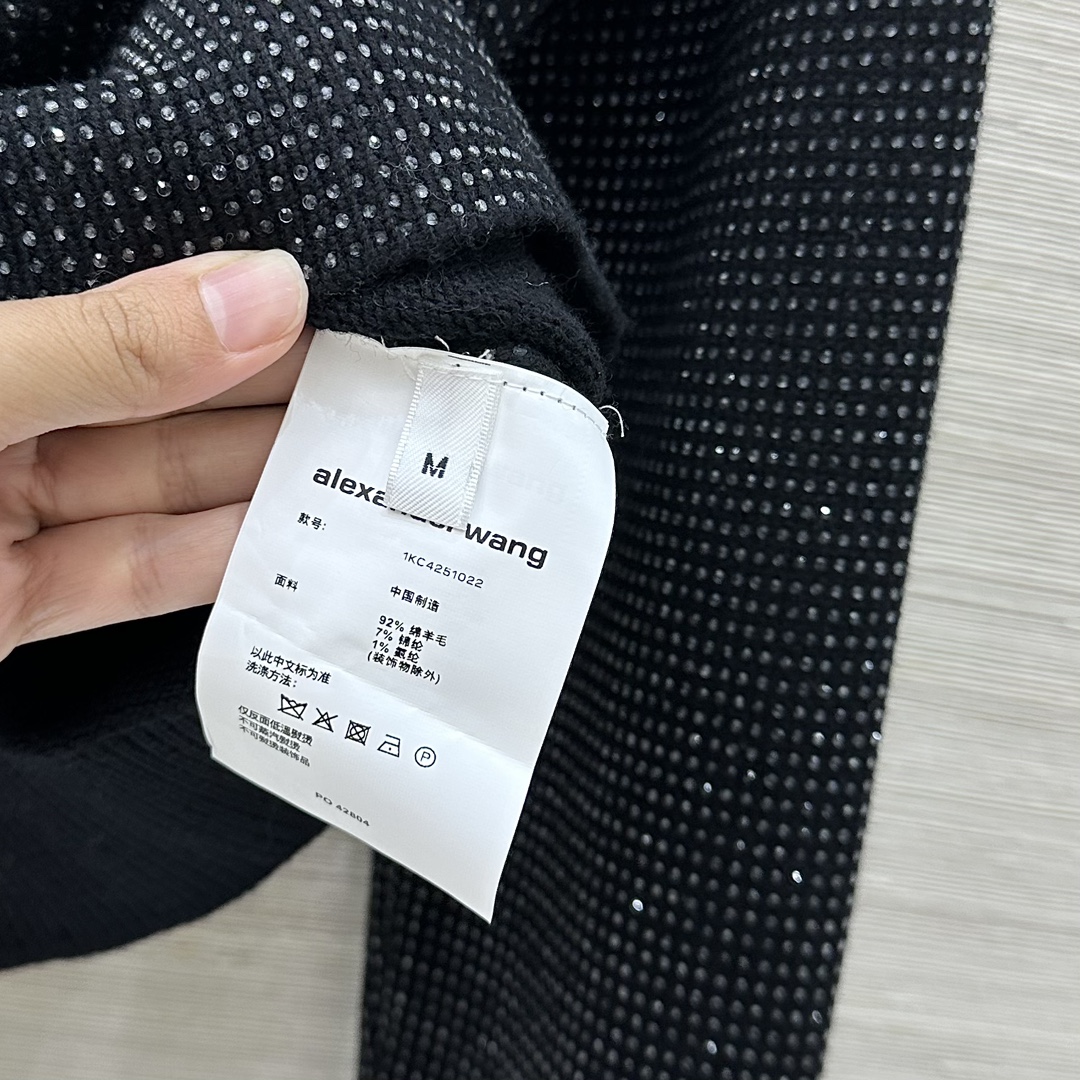 M
alexander wang
款号:
1KC4251022
面料
中国制造
92% 绵羊毛
7% 锦纶
1% 氨纶
(装饰物除外)
以此中文标为准
洗涤方法:
P
仅反面低温熨烫
不可蒸汽熨烫
不可熨烫装饰品
PO 42804